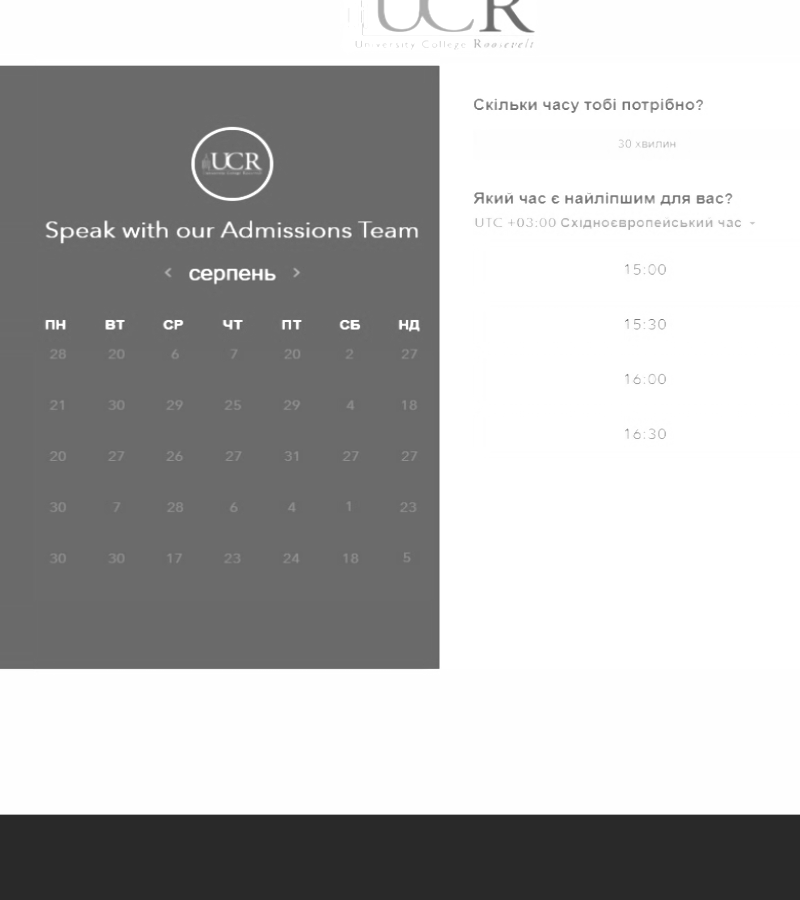 UCR
University College Roosevelt
UCR
Speak with our Admissions Team
серпень
ПН ВТ СР ЧТ ПТ СБ НД
28 20 6 7 20 2 27
21 30 29 25 29 4 18
20 27 26 27 31 27 27
30 7 28 6 4 1 23
30 30 17 23 24 18 5
Скільки часу тобі потрібно?
30 хвилин
Який час є найліпшим для вас?
UTC +03:00 Східноєвропейський час
15:00
15:30
16:00
16:30